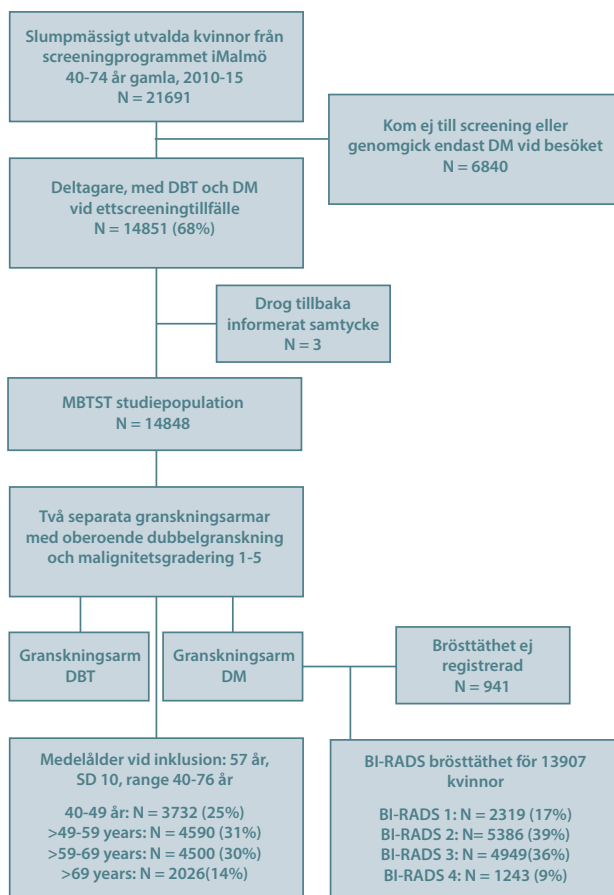 Slumpmässigt utvalda kvinnor från
screeningprogrammet iMalmö
40-74 år gamla, 2010-15
N = 21691
Kom ej till screening eller
genomgick endast DM vid besöket
N = 6840
Deltagare, med DBT och DM
vid ettscreeningtillfälle
N = 14851 (68%)
Drog tillbaka
informerat samtycke
N = 3
MBTST studiepopulation
N = 14848
Två separata granskningsarmar
med oberoende dubbelgranskning
och malignitetsgradering 1-5
Granskningsarm
DBT
Granskningsarm
DM
Brösttäthet ej
registrerad
N = 941
Medelålder vid inklusion: 57 år,
SD 10, range 40-76 år
40-49 år: N = 3732 (25%)
>49-59 years: N = 4590 (31%)
>59-69 years: N = 4500 (30%)
>69 years: N = 2026(14%)
BI-RADS brösttäthet för 13907
kvinnor
BI-RADS 1: N = 2319 (17%)
BI-RADS 2: N= 5386 (39%)
BI-RADS 3: N = 4949(36%)
BI-RADS 4: N = 1243 (9%)